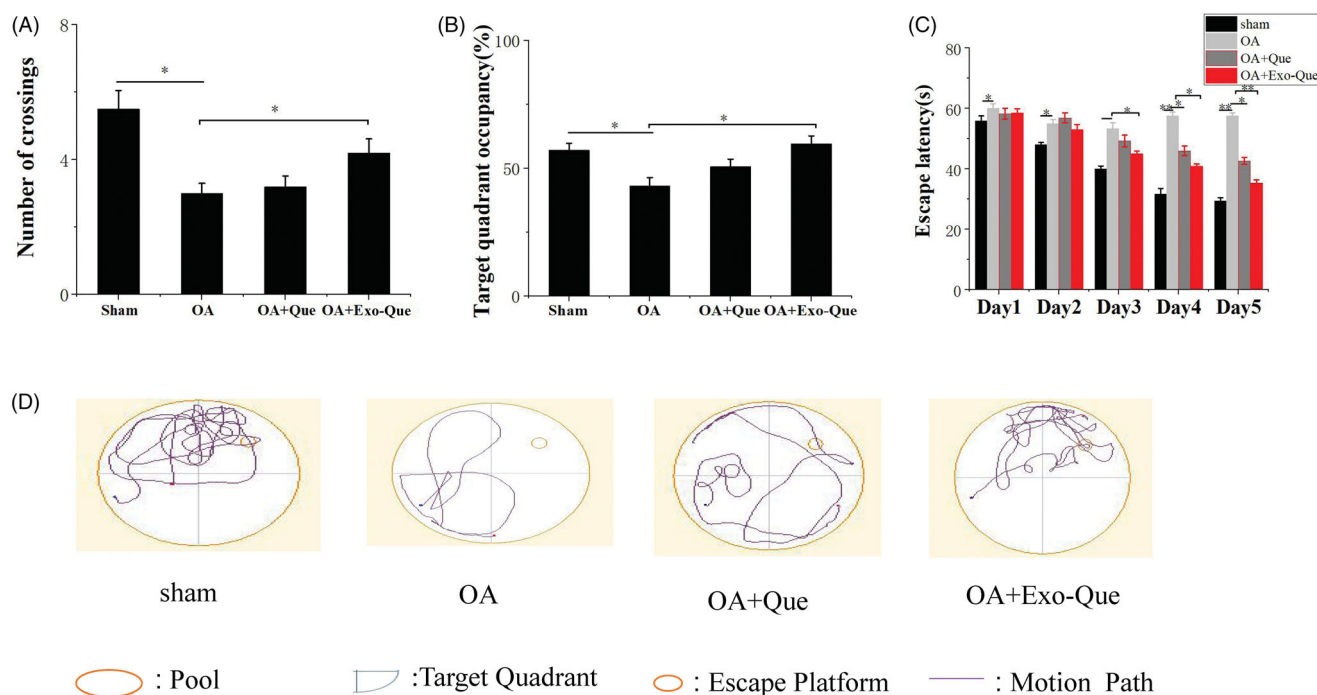 (A)
8
4
0
Number of crossings
*
*
Sham
OA
OA+Que
OA+Exo-Que
(B)
100
50
0
Target quadrant occupancy(%)
*
*
Sham
OA
OA+Que
OA+Exo-Que
(C)
sham
OA
OA+Que
OA+Exo-Que
80
60
40
20
0
Escape latency(s)
*
*
*
** * *
** * **
Day1
Day2
Day3
Day4
Day5
(D)
sham
OA
OA+Que
OA+Exo-Que
: Pool
:Target Quadrant
: Escape Platform
: Motion Path